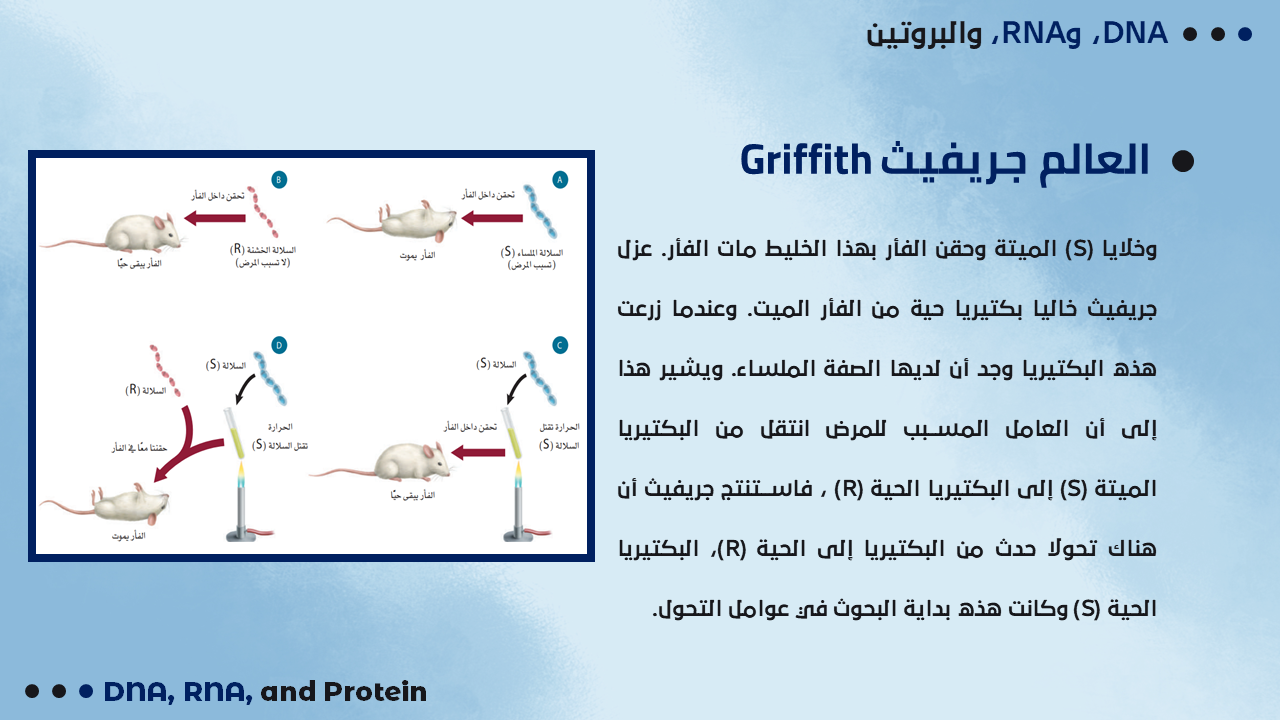 DNA، وRNA، والبروتين
العالم جريفيث Griffith
وخلايا (S) الميتة وحقن الفأر بهذا الخليط مات الفأر. عزل
جريفيث خاليا بكتيريا حية من الفأر الميت. وعندما زرعت
هذه البكتيريا وجد أن لديها الصفة الملساء. ويشير هذا
إلى أن العامل المسبب للمرض انتقل من البكتيريا
الميتة (S) إلى البكتيريا الحية (R) ، فاستنتج جريفيث أن
هناك تحولا حدث من البكتيريا إلى الحية (R)، البكتيريا
الحية (S) وكانت هذه بداية البحوث في عوامل التحول.
A
تحقن داخل الفأر
السلالة الملساء (S)
(تسبب المرض)
الفأر يموت
B
تحقن داخل الفأر
السلالة الخشنة (R)
(لا تسبب المرض)
الفأر يبقى حيًّا
C
السلالة (S)
الحرارة تقتل
السلالة (S)
تحقن داخل الفأر
الفأر يبقى حيًّا
D
السلالة (S)
السلالة (R)
الحرارة
تقتل السلالة (S)
حقنتا معًا في الفأر
الفأر يموت
DNA, RNA, and Protein